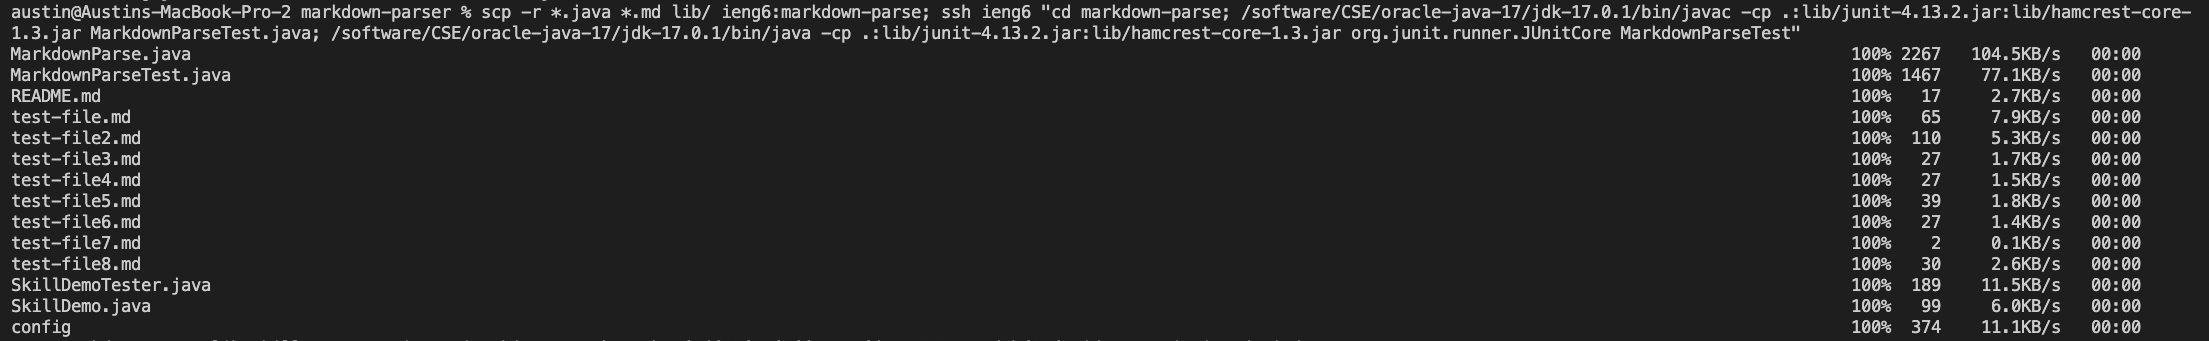 austin@Austins-MacBook-Pro-2 markdown-parser % scp -r *.java *.md lib/ ieng6:markdown-parse; ssh ieng6 "cd markdown-parse; /software/CSE/oracle-java-17/jdk-17.0.1/bin/javac -cp .:lib/junit-4.13.2.jar:lib/hamcrest-core-
1.3.jar MarkdownParseTest.java; /software/CSE/oracle-java-17/jdk-17.0.1/bin/java -cp .:lib/junit-4.13.2.jar:lib/hamcrest-core-1.3.jar org.junit.runner.JUnitCore MarkdownParseTest"
MarkdownParse.java 100% 2267 104.5KB/s 00:00
MarkdownParseTest.java 100% 1467 77.1KB/s 00:00
README.md 100% 17 2.7KB/s 00:00
test-file.md 100% 65 7.9KB/s 00:00
test-file2.md 100% 110 5.3KB/s 00:00
test-file3.md 100% 27 1.7KB/s 00:00
test-file4.md 100% 27 1.5KB/s 00:00
test-file5.md 100% 39 1.8KB/s 00:00
test-file6.md 100% 27 1.4KB/s 00:00
test-file7.md 100% 2 0.1KB/s 00:00
test-file8.md 100% 30 2.6KB/s 00:00
SkillDemoTester.java 100% 189 11.5KB/s 00:00
SkillDemo.java 100% 99 6.0KB/s 00:00
config 100% 374 11.1KB/s 00:00